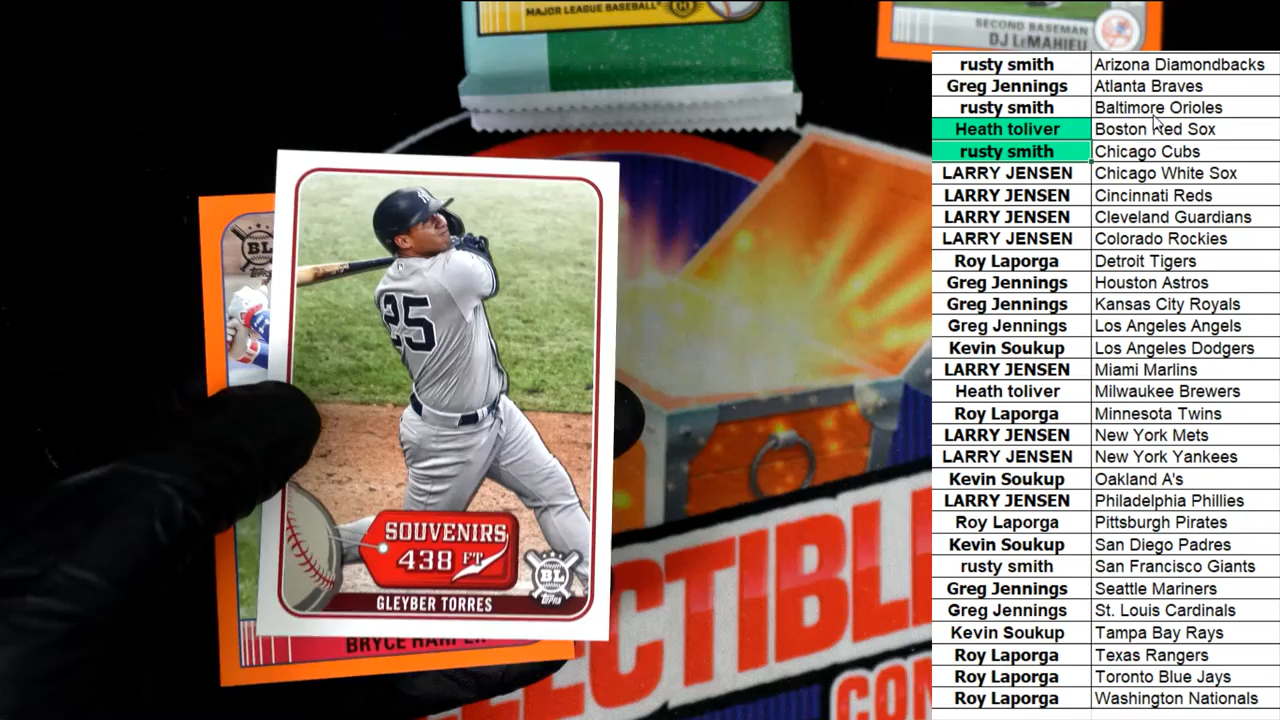 MAJOR LEAGUE BASEBALL
SECOND BASEMAN
DJ LeMAHIEU
BL
Topps
25
SOUVENIRS
438 FT
BL
Topps
GLEYBER TORRES
BRYCE HARPER
COLLECTIBLE
CON
rusty smith Arizona Diamondbacks
Greg Jennings Atlanta Braves
rusty smith Baltimore Orioles
Heath toliver Boston Red Sox
rusty smith Chicago Cubs
LARRY JENSEN Chicago White Sox
LARRY JENSEN Cincinnati Reds
LARRY JENSEN Cleveland Guardians
LARRY JENSEN Colorado Rockies
Roy Laporga Detroit Tigers
Greg Jennings Houston Astros
Greg Jennings Kansas City Royals
Greg Jennings Los Angeles Angels
Kevin Soukup Los Angeles Dodgers
LARRY JENSEN Miami Marlins
Heath toliver Milwaukee Brewers
Roy Laporga Minnesota Twins
LARRY JENSEN New York Mets
LARRY JENSEN New York Yankees
Kevin Soukup Oakland A's
LARRY JENSEN Philadelphia Phillies
Roy Laporga Pittsburgh Pirates
Kevin Soukup San Diego Padres
rusty smith San Francisco Giants
Greg Jennings Seattle Mariners
Greg Jennings St. Louis Cardinals
Kevin Soukup Tampa Bay Rays
Roy Laporga Texas Rangers
Roy Laporga Toronto Blue Jays
Roy Laporga Washington Nationals